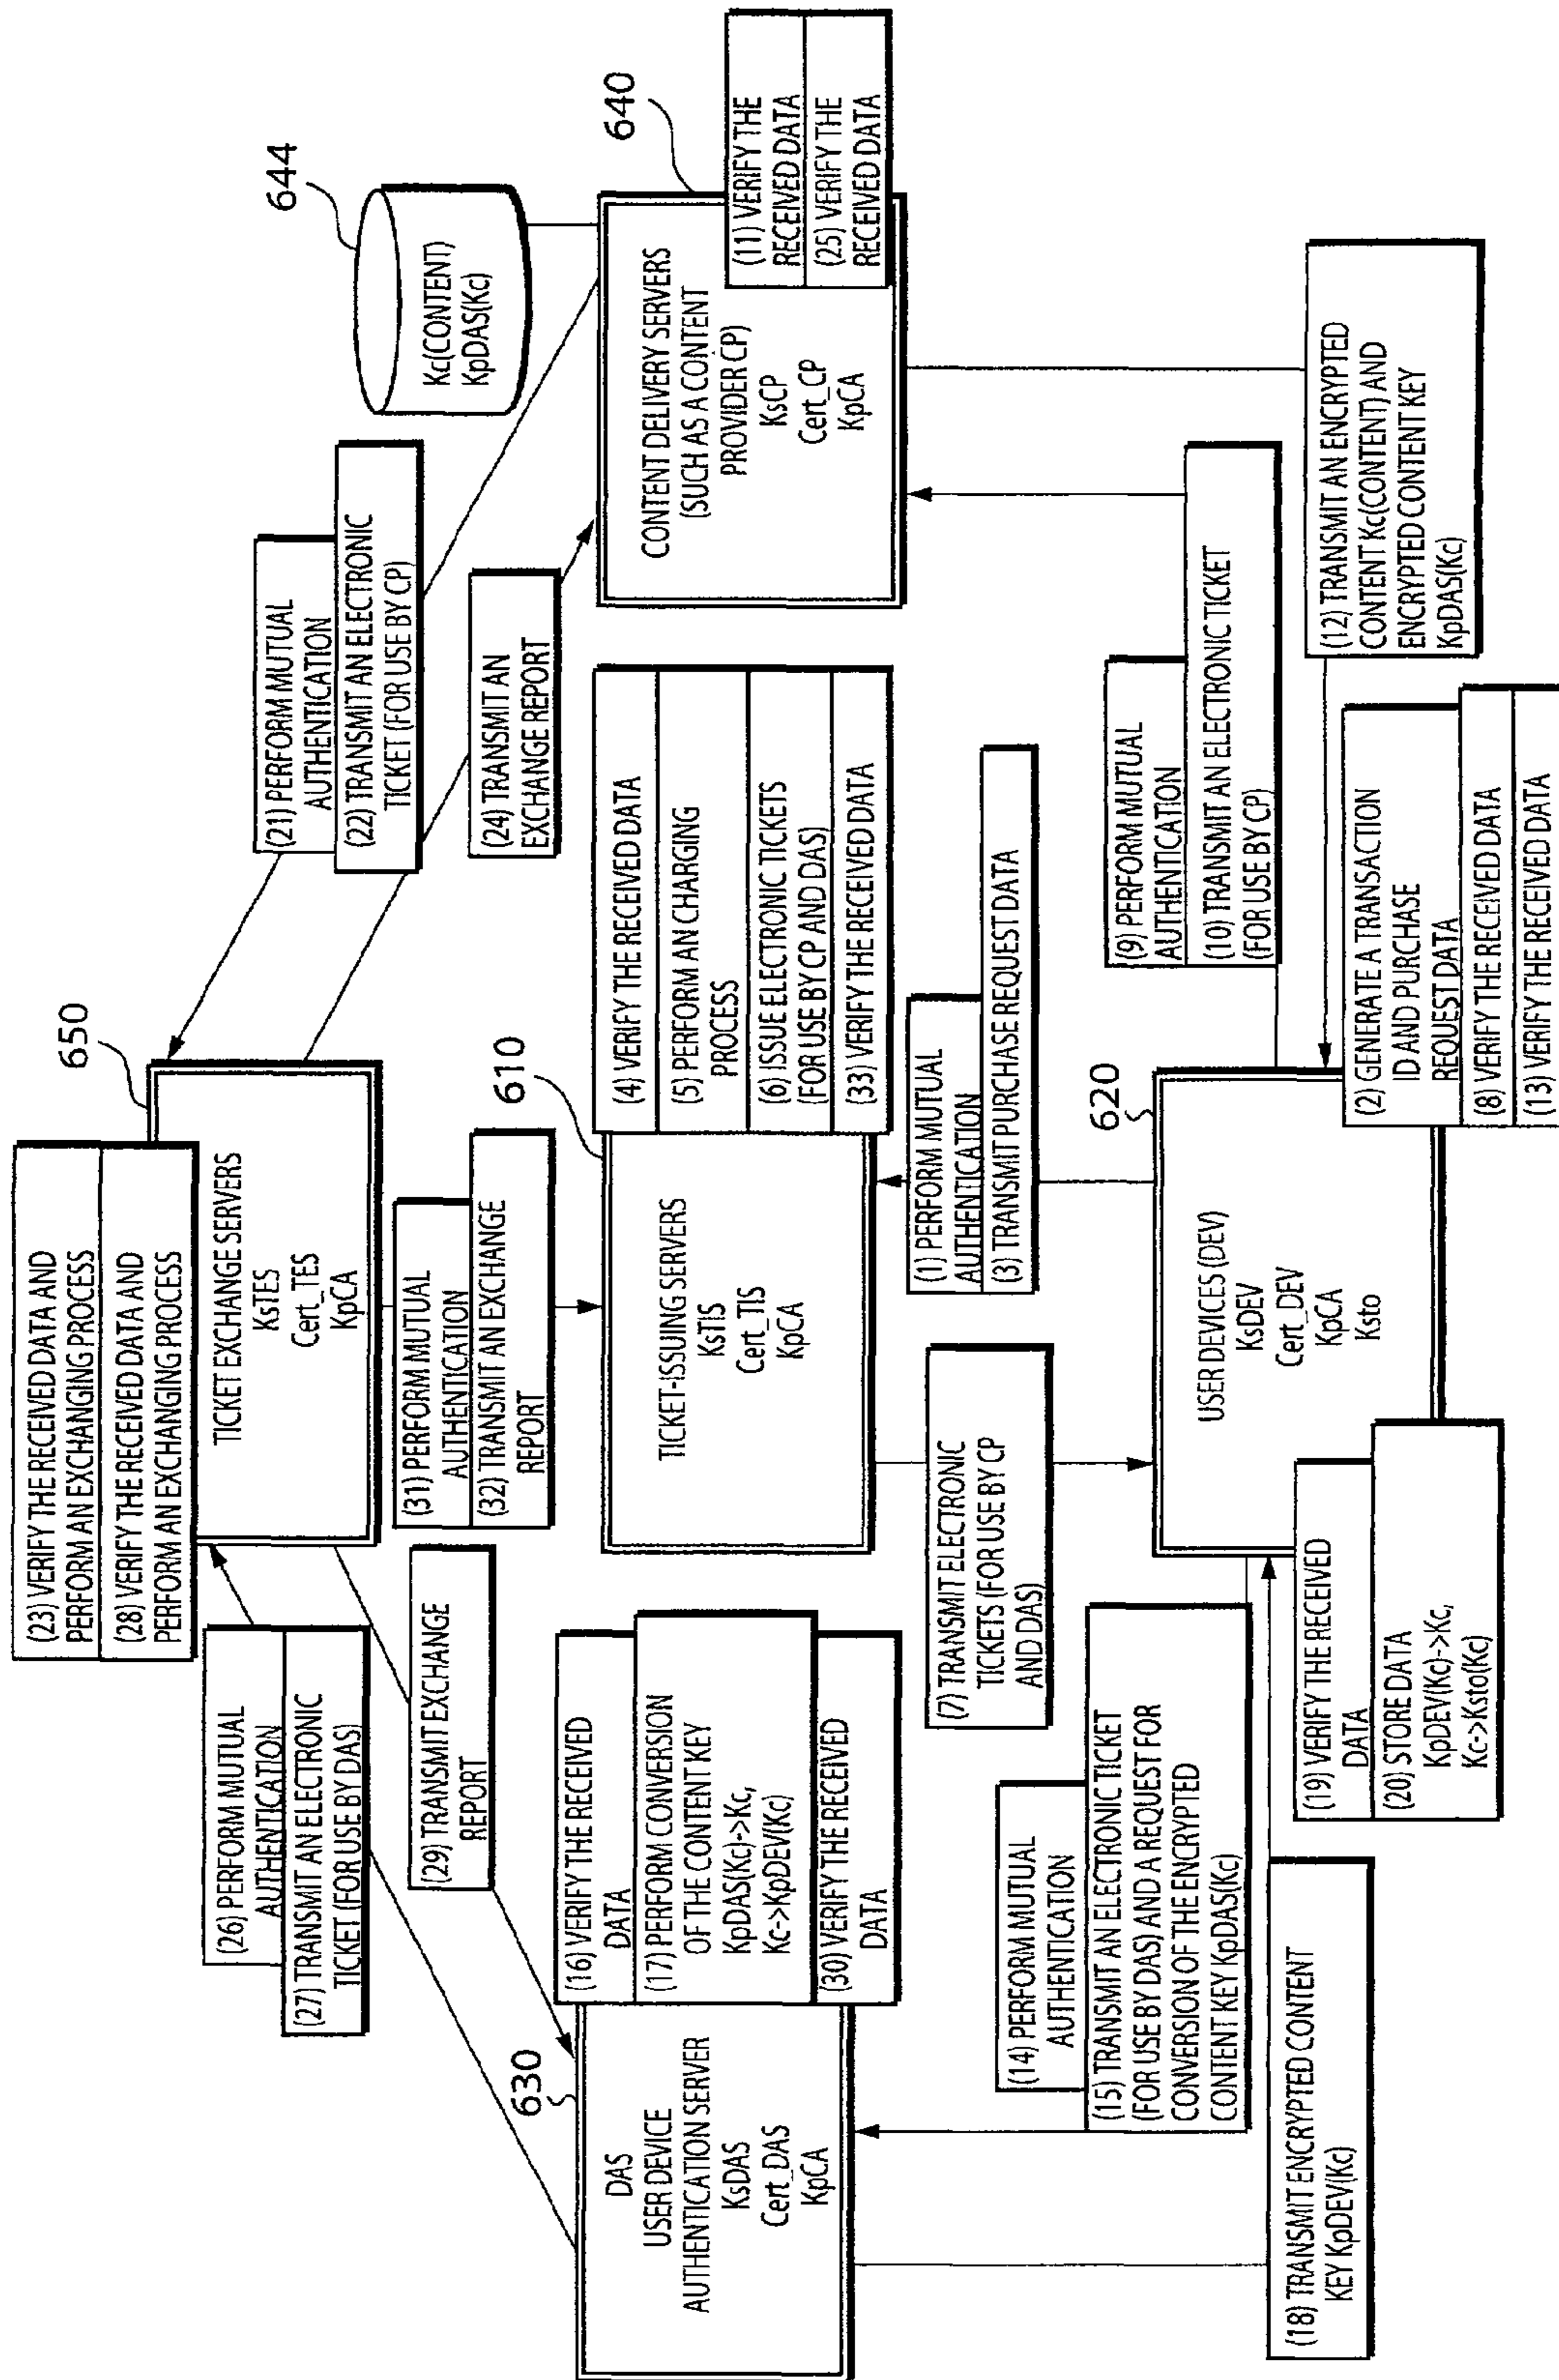 (23) VERIFY THE RECEIVED DATA AND
PERFORM AN EXCHANGING PROCESS
(28) VERIFY THE RECEIVED DATA AND
PERFORM AN EXCHANGING PROCESS
650
TICKET EXCHANGE SERVERS
KsTES
Cert_TES
KpCA
(26) PERFORM MUTUAL
AUTHENTICATION
(27) TRANSMIT AN ELECTRONIC
TICKET (FOR USE BY DAS)
(29) TRANSMIT EXCHANGE
REPORT
(31) PERFORM MUTUAL
AUTHENTICATION
(32) TRANSMIT AN EXCHANGE
REPORT
(21) PERFORM MUTUAL
AUTHENTICATION
(22) TRANSMIT AN ELECTRONIC
TICKET (FOR USE BY CP)
(24) TRANSMIT AN
EXCHANGE REPORT
644
Kc(CONTENT)
KpDAS(Kc)
630
DAS
USER DEVICE
AUTHENTICATION SERVER
KsDAS
Cert_DAS
KpCA
(16) VERIFY THE RECEIVED
DATA
(17) PERFORM CONVERSION
OF THE CONTENT KEY
KpDAS(Kc)->Kc,
Kc->KpDEV(Kc)
(30) VERIFY THE RECEIVED
DATA
610
TICKET-ISSUING SERVERS
KsTIS
Cert_TIS
KpCA
(4) VERIFY THE RECEIVED DATA
(5) PERFORM AN CHARGING
PROCESS
(6) ISSUE ELECTRONIC TICKETS
(FOR USE BY CP AND DAS)
(33) VERIFY THE RECEIVED DATA
640
CONTENT DELIVERY SERVERS
(SUCH AS A CONTENT
PROVIDER CP)
KsCP
Cert_CP
KpCA
(11) VERIFY THE
RECEIVED DATA
(25) VERIFY THE
RECEIVED DATA
(14) PERFORM MUTUAL
AUTHENTICATION
(15) TRANSMIT AN ELECTRONIC TICKET
(FOR USE BY DAS) AND A REQUEST FOR
CONVERSION OF THE ENCRYPTED
CONTENT KEY KpDAS(Kc)
(7) TRANSMIT ELECTRONIC
TICKETS (FOR USE BY CP
AND DAS)
(1) PERFORM MUTUAL
AUTHENTICATION
(3) TRANSMIT PURCHASE REQUEST DATA
(9) PERFORM MUTUAL
AUTHENTICATION
(10) TRANSMIT AN ELECTRONIC TICKET
(FOR USE BY CP)
620
USER DEVICES (DEV)
KsDEV
Cert_DEV
KpCA
Ksto
(18) TRANSMIT ENCRYPTED CONTENT
KEY KpDEV(Kc)
(19) VERIFY THE RECEIVED
DATA
(20) STORE DATA
KpDEV(Kc)->Kc,
Kc->Ksto(Kc)
(2) GENERATE A TRANSACTION
ID AND PURCHASE
REQUEST DATA
(8) VERIFY THE RECEIVED DATA
(13) VERIFY THE RECEIVED DATA
(12) TRANSMIT AN ENCRYPTED
CONTENT Kc(CONTENT) AND
ENCRYPTED CONTENT KEY
KpDAS(Kc)